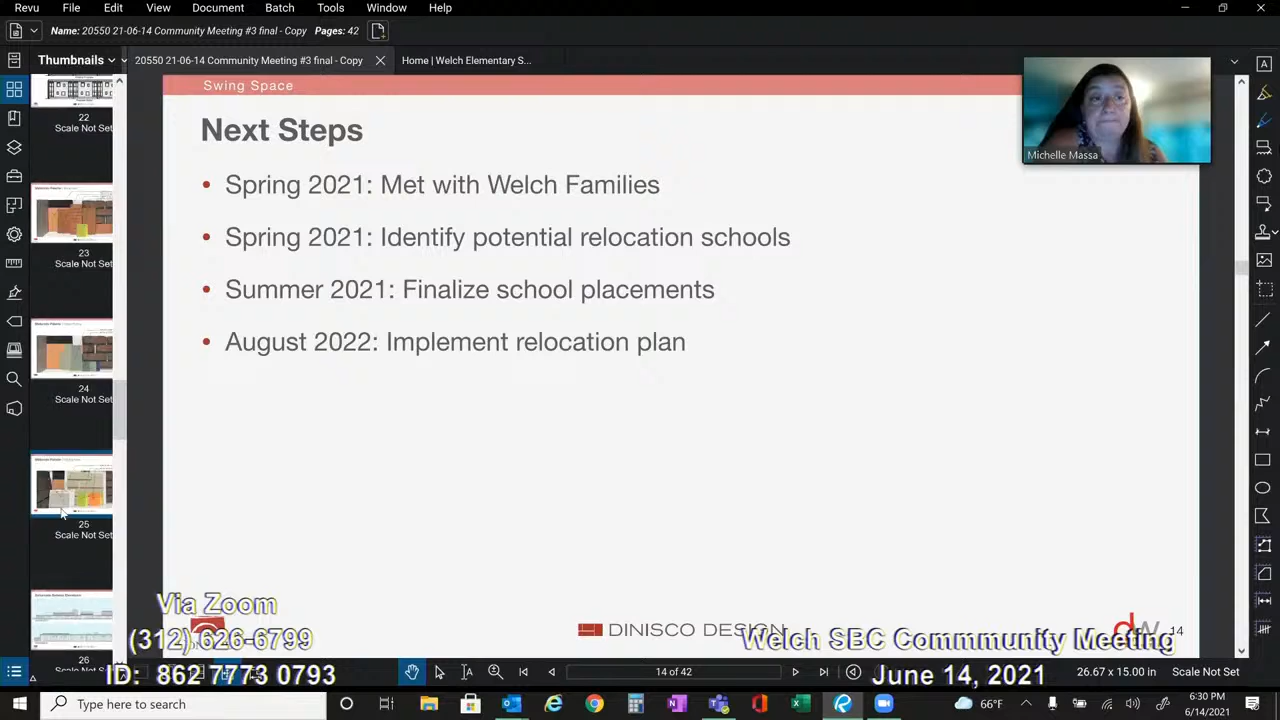 Revu File Edit View Document Batch Tools Window Help
Name: 20550 21-06-14 Community Meeting #3 final - Copy Pages: 42
Thumbnails
20550 21-06-14 Community Meeting #3 final - Copy
Home | Welch Elementary S...
Swing Space
Next Steps
• Spring 2021: Met with Welch Families
• Spring 2021: Identify potential relocation schools
• Summer 2021: Finalize school placements
• August 2022: Implement relocation plan
Michelle Massa
22
Scale Not Set
23
Scale Not Set
24
Scale Not Set
25
Scale Not Set
26
Scale Not Set
DINISCO DESIGN
dw
14
Via Zoom
(312) 626-6799
ID: 862 7773 0793
Welch SBC Commmunity Meeting
June 14, 2021
14 of 42
26.67 x 15.00 in
Scale Not Set
Type here to search
66°F
6:30 PM
6/14/2021